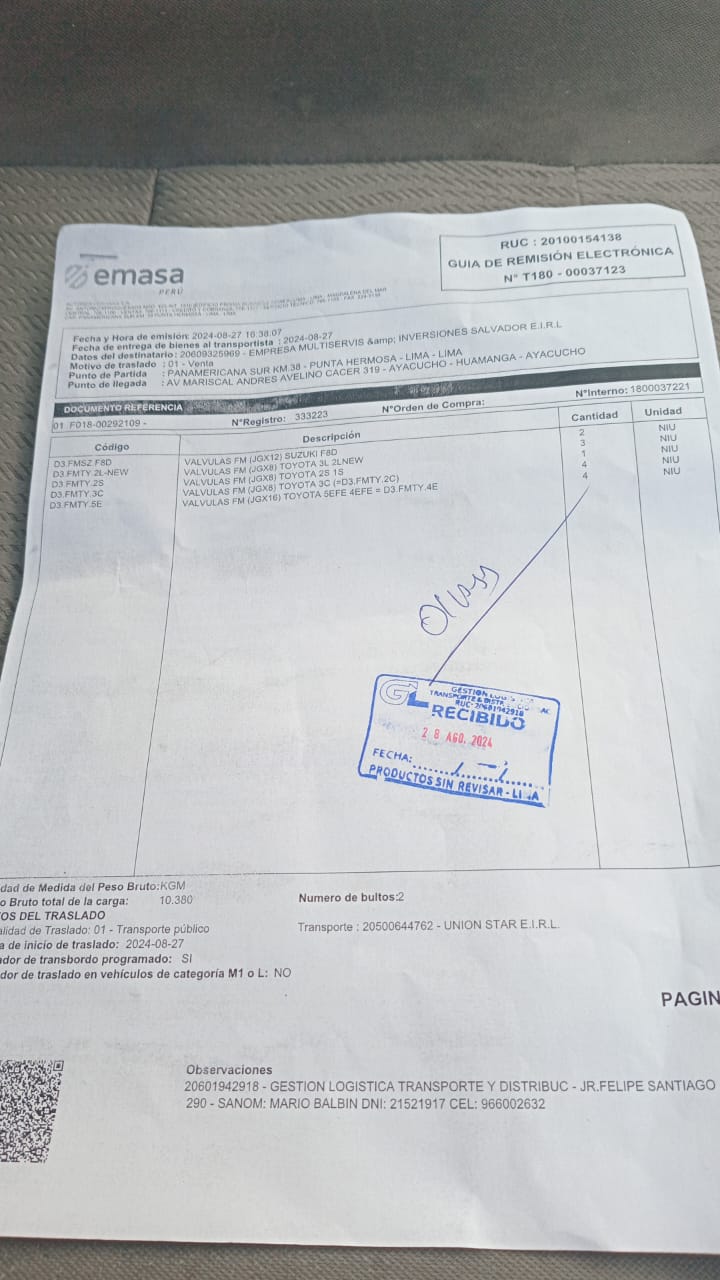 emasa
PERÚ
RUC : 20100154138
GUIA DE REMISIÓN ELECTRÓNICA
N° T180 - 00037123
Fecha y Hora de emisión: 2024-08-27 16:38:07
Fecha de entrega de bienes al transportista : 2024-08-27
Datos del destinatario: 20609325969 - EMPRESA MULTISERVIS &amp; INVERSIONES SALVADOR E.I.R.L
Motivo de traslado : 01 - Venta
Punto de Partida : PANAMERICANA SUR KM.38 - PUNTA HERMOSA - LIMA - LIMA
Punto de llegada : AV MARISCAL ANDRES AVELINO CACER 319 - AYACUCHO - HUAMANGA - AYACUCHO
DOCUMENTO REFERENCIA
01 F018-00292109 - N°Registro: 333223 N°Orden de Compra: N°Interno: 1800037221
Código Descripción Cantidad Unidad
D3.FMSZ.F8D VALVULAS FM (JGX12) SUZUKI F8D 2 NIU
D3.FMTY.2L-NEW VALVULAS FM (JGX8) TOYOTA 3L 2LNEW 3 NIU
D3.FMTY.2S VALVULAS FM (JGX8) TOYOTA 2S 1S 1 NIU
D3.FMTY.3C VALVULAS FM (JGX8) TOYOTA 3C (=D3.FMTY.2C) 4 NIU
D3.FMTY.5E VALVULAS FM (JGX16) TOYOTA 5EFE 4EFE = D3.FMTY.4E 4 NIU
GL
TRANSPORTE & DISTR
RUC: 20601942918
RECIBIDO
28 AGO. 2024
FECHA:
PRODUCTOS SIN REVISAR - LIMA
dad de Medida del Peso Bruto:KGM
o Bruto total de la carga: 10.380
Numero de bultos:2
OS DEL TRASLADO
alidad de Traslado: 01 - Transporte público
Transporte : 20500644762 - UNION STAR E.I.R.L.
a de inicio de traslado: 2024-08-27
ador de transbordo programado: SI
dor de traslado en vehículos de categoría M1 o L: NO
PAGIN
Observaciones
20601942918 - GESTION LOGISTICA TRANSPORTE Y DISTRIBUC - JR.FELIPE SANTIAGO
290 - SANOM: MARIO BALBIN DNI: 21521917 CEL: 966002632